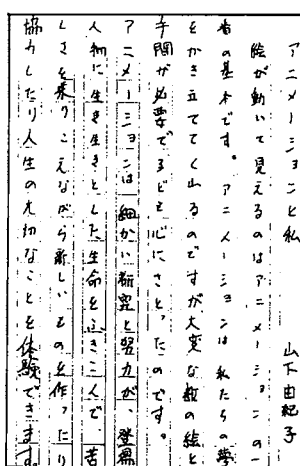 アニメーションと私　山下由紀子
絵が動いて見えるのはアニメーションの一
番の基本です。アニメーションは私たちの夢
をかき立ててくれるのですが大変な数の絵と
手間が必要で心にさとったのです。
アニメーションは細かい研究と努力が、登場
人物に生き生きとした生命を吹きこんで、苦
しさを乗りこえながら新しいものを作ったり
協力したり人生の大切なことを体験できます。